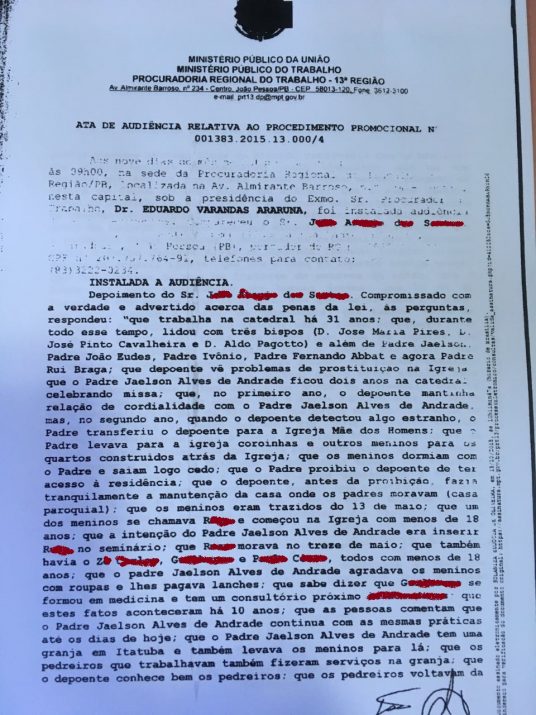 MINISTÉRIO PÚBLICO DA UNIÃO
MINISTÉRIO PÚBLICO DO TRABALHO
PROCURADORIA REGIONAL DO TRABALHO - 13ª REGIÃO
Av. Almirante Barroso, nº 234 - Centro, João Pessoa/PB - CEP 58013-120, Fone 3612-3100
e-mail: prt13.dp@mpt.gov.br
ATA DE AUDIÊNCIA RELATIVA AO PROCEDIMENTO PROMOCIONAL Nº
001383.2015.13.000/4
Aos nove dias do mês
às 09h00, na sede da Procuradoria Regional
Região/PB, localizada na Av. Almirante Barroso,
nesta capital, sob a presidência do Exmo. Sr. Procurador
Trabalho, Dr. EDUARDO VARANDAS ARARUNA, foi instalada audiência
compareceu o Sr.
Pessoa (PB),
telefones para contato:
INSTALADA A AUDIÊNCIA.
Depoimento do Sr. Compromissado com
a verdade e advertido acerca das penas da lei, às perguntas,
respondeu: "que trabalha na catedral há 31 anos; que, durante
todo esse tempo, lidou com três bispos (D. Jose Maria Pires, D.
José Pinto Cavalheira e D. Aldo Pagotto) e além de Padre Jaelson,
Padre João Eudes, Padre Ivônio, Padre Fernando Abbat e agora Padre
Rui Braga; que depoente vê problemas de prostituição na Igreja
que o Padre Jaelson Alves de Andrade ficou dois anos na catedral
celebrando missa; que, no primeiro ano, o depoente mantinha
relação de cordialidade com o Padre Jaelson Alves de Andrade,
mas, no segundo ano, quando o depoente detectou algo estranho, o
Padre transferiu o depoente para a Igreja Mãe dos Homens; que
Padre levava para a igreja coroinhas e outros meninos para os
quartos construídos atrás da Igreja; que os meninos dormiam com
o Padre e saiam logo cedo; que o Padre proibiu o depoente de ter
acesso à residência; que o depoente, antes da proibição, fazia
tranquilamente a manutenção da casa onde os padres moravam (casa
paroquial); que os meninos eram trazidos do 13 de maio; que um
dos meninos se chamava e começou na Igreja com menos de 18
anos; que a intenção do Padre Jaelson Alves de Andrade era inserir
no seminário; que morava no treze de maio; que também
havia o todos com menos de 18
anos; que o padre Jaelson Alves de Andrade agradava os meninos
com roupas e lhes pagava lanches; que sabe dizer que se
formou em medicina e tem um consultório próximo que
estes fatos aconteceram há 10 anos; que as pessoas comentam que
o Padre Jaelson Alves de Andrade continua com as mesmas práticas
até os dias de hoje; que o Padre Jaelson Alves de Andrade tem uma
granja em Itatuba e também levava os meninos para lá; que os
pedreiros que trabalhavam também fizeram serviços na granja; que
o depoente conhece bem os pedreiros; que os pedreiros voltavam da